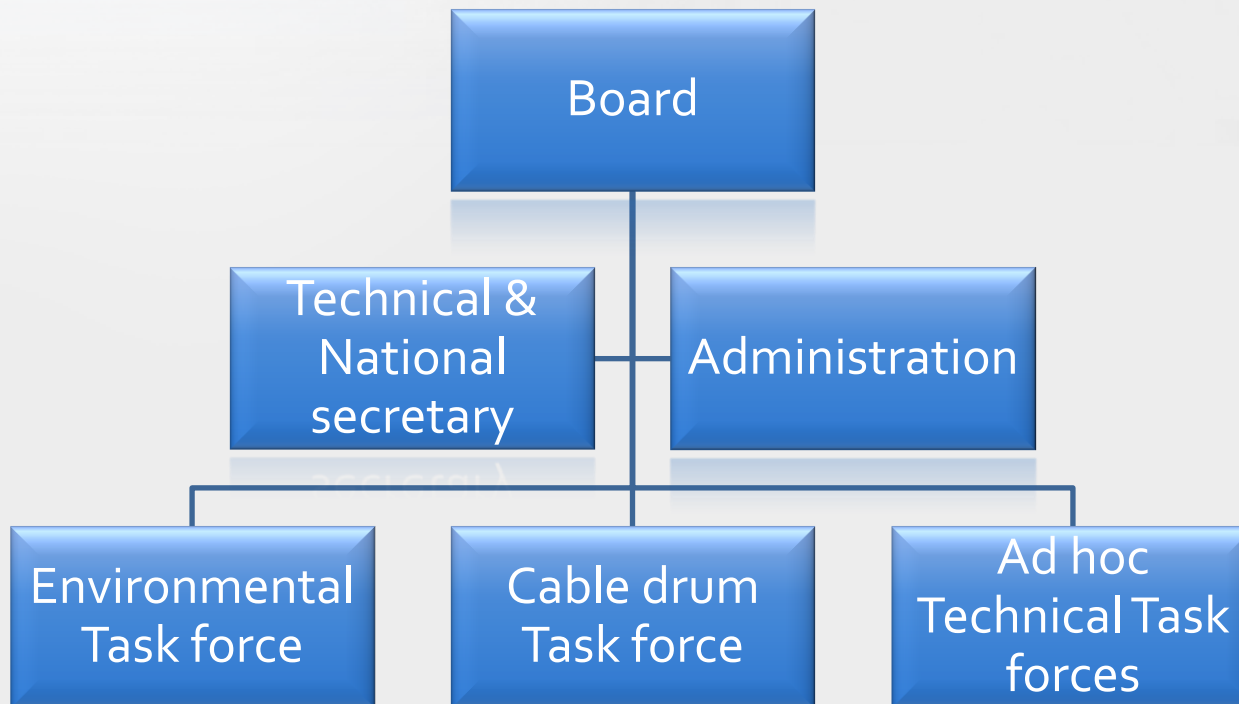 Board
Technical &
National
secretary
Administration
Environmental
Task force
Cable drum
Task force
Ad hoc
Technical Task
forces